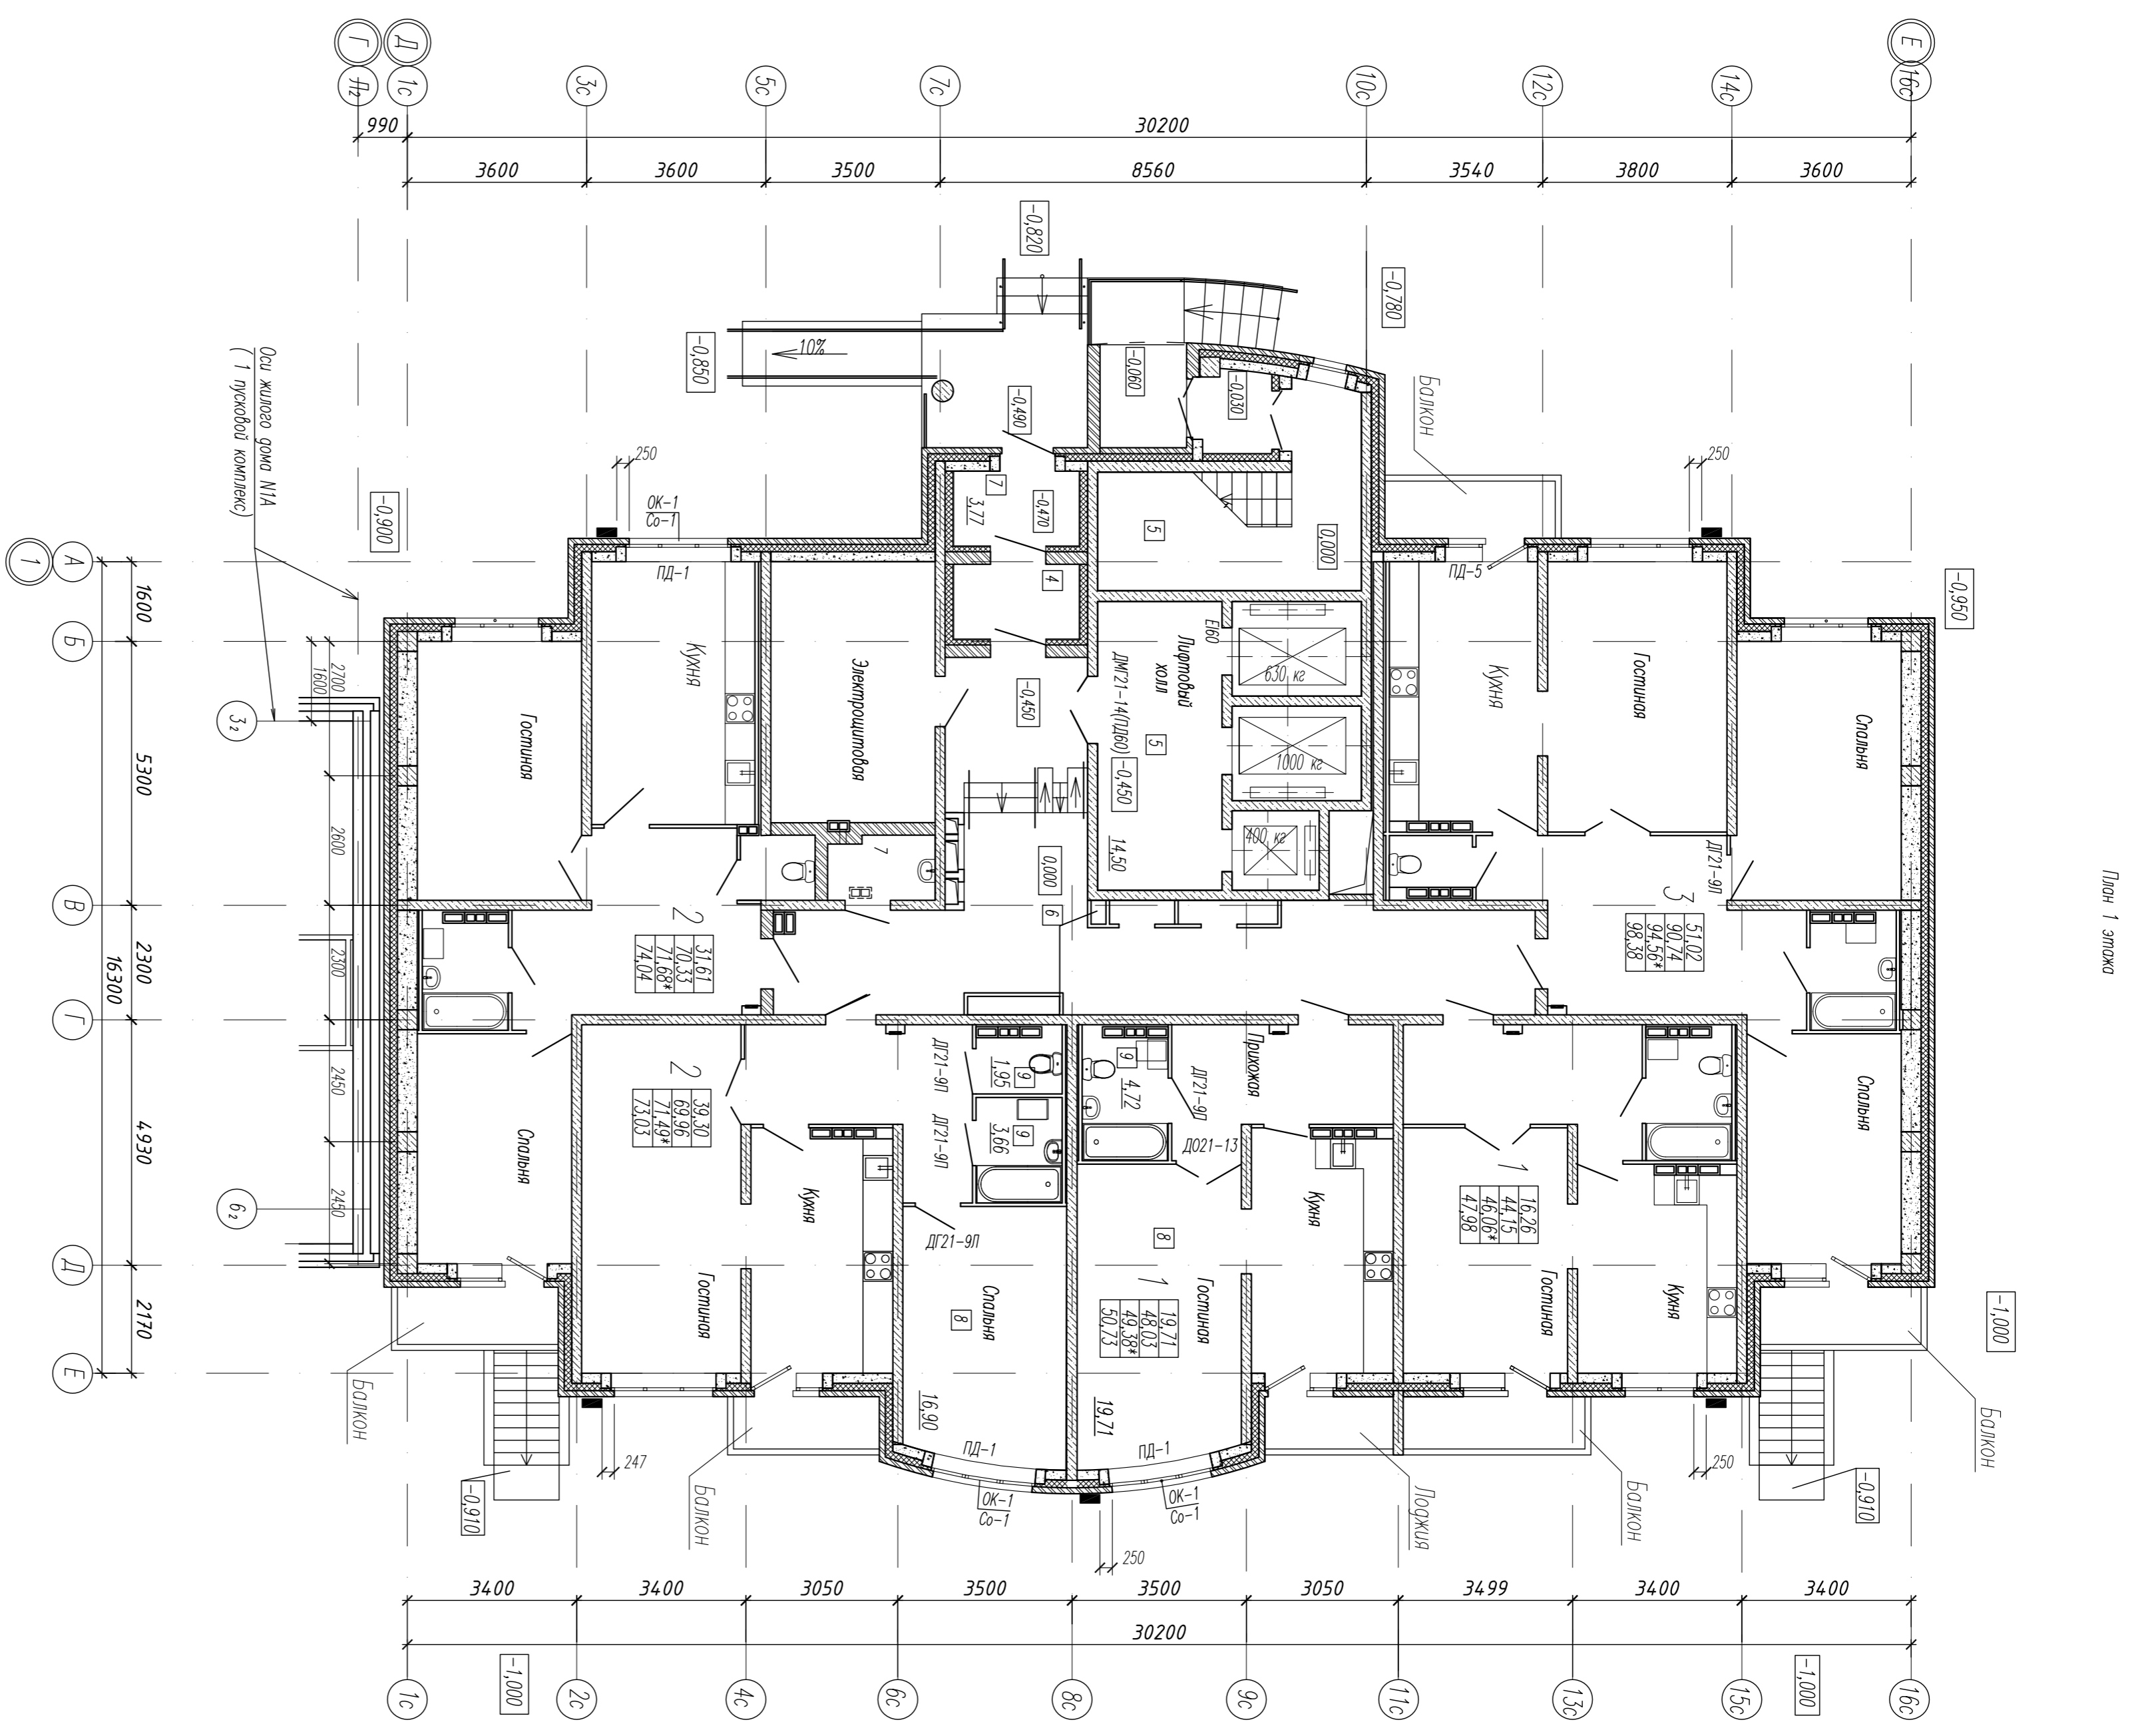 План 1 этажа
Г
Д
Е
Л₂
1с
3с
5с
7с
10с
12с
14с
16с
990
30200
3600
3600
3500
8560
3540
3800
3600
-0,820
-0,780
-0,850
10%
-0,060
-0,030
-0,490
Балкон
250
250
Оси жилого дома N1А
( 1 пусковой комплекс)
-0,900
ОК-1
Со-1
7
3,77
-0,470
5
0,000
-0,950
1
А
1600
ПД-1
4
ПД-5
Б
2700
1600
Кухня
Электрощитовая
-0,450
Лифтовый
холл
ДМГ21-14(ПД60)
EI60
630 кг
Кухня
Гостиная
Спальня
Гостиная
3₂
5300
5
-0,450
1000 кг
2600
7
14,50
400 кг
0,000
ДГ21-9Л
В
6
2
31,61
70,33
71,68*
74,04
3
51,02
90,74
94,56*
98,38
2300
2300
16300
Г
2
39,30
69,96
71,49*
73,03
ДГ21-9П
1,95
9
9
4,72
ДГ21-9П
Прихожая
Спальня
2450
4930
Спальня
ДГ21-9П
3,66
9
ДО21-13
1
16,26
44,15
46,06*
47,98
2450
6₂
Кухня
Кухня
ДГ21-9Л
8
Д
Гостиная
Спальня
8
1
19,71
48,03
49,38*
50,73
Гостиная
Гостиная
Кухня
-1,000
2170
Е
Балкон
16,90
19,71
Балкон
ПД-1
ПД-1
247
250
-0,910
Балкон
ОК-1
Со-1
ОК-1
Со-1
Лоджия
Балкон
-0,910
250
3400
3400
3050
3500
3500
3050
3499
3400
3400
30200
-1,000
-1,000
1с
2с
4с
6с
8с
9с
11с
13с
15с
16с